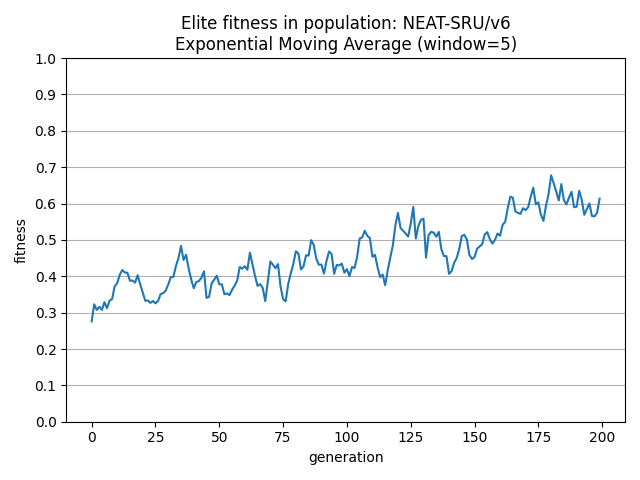 Elite fitness in population: NEAT-SRU/v6
Exponential Moving Average (window=5)
1.0
0.9
0.8
0.7
0.6
0.5
0.4
0.3
0.2
0.1
0.0
fitness
0 25 50 75 100 125 150 175 200
generation